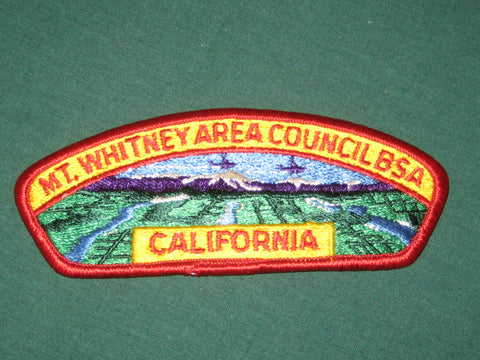 MT. WHITNEY AREA COUNCIL BSA
CALIFORNIA